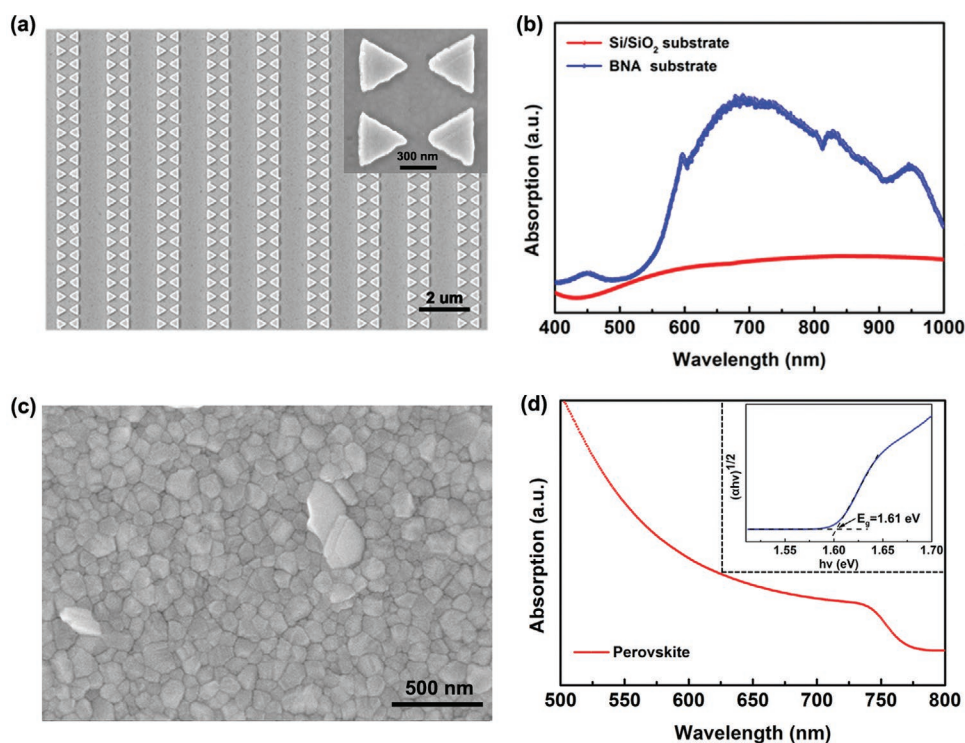 (a)
300 nm
2 um
(b)
Si/SiO₂ substrate
BNA substrate
Absorption (a.u.)
400 500 600 700 800 900 1000
Wavelength (nm)
(c)
500 nm
(d)
(αhν)1/2
Eg=1.61 eV
1.55 1.60 1.65 1.70
hν (eV)
Absorption (a.u.)
Perovskite
500 550 600 650 700 750 800
Wavelength (nm)